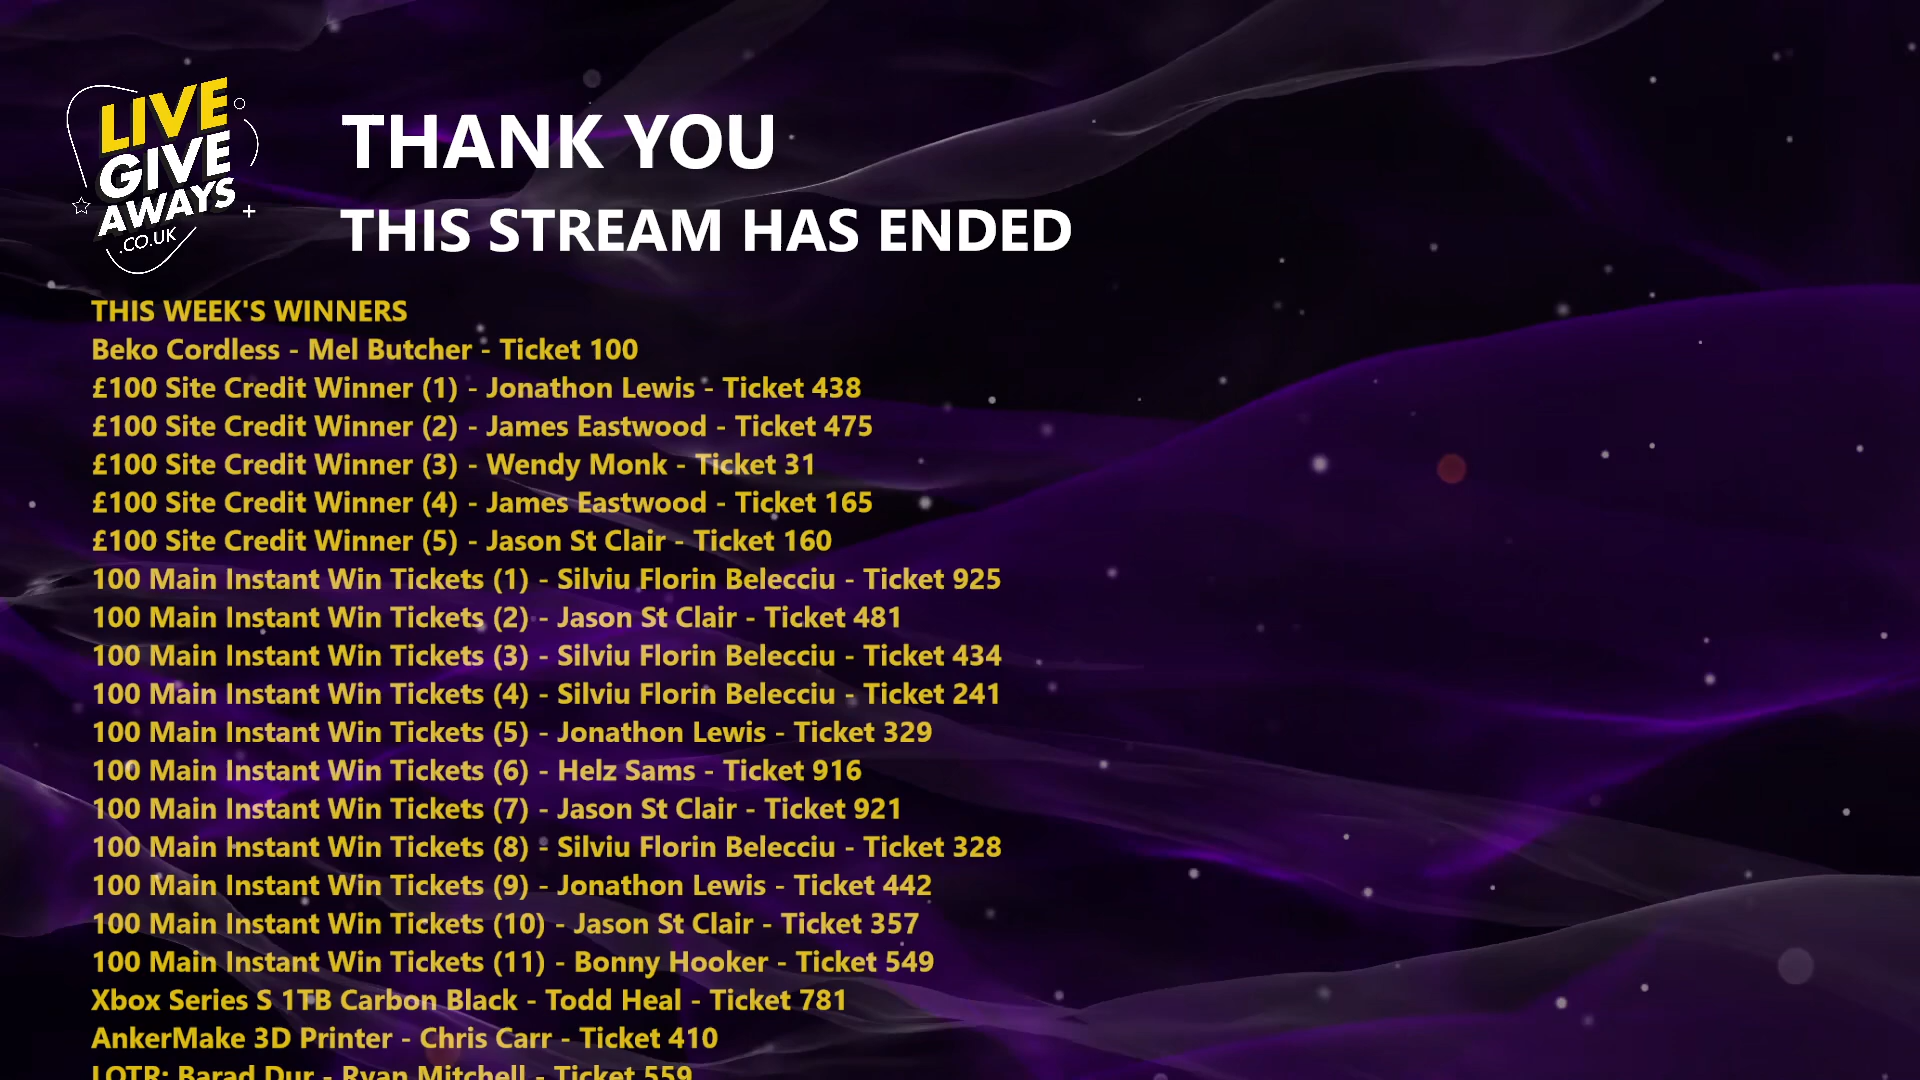 LIVE
GIVE
AWAYS
.CO.UK
THANK YOU
THIS STREAM HAS ENDED
THIS WEEK'S WINNERS
Beko Cordless - Mel Butcher - Ticket 100
£100 Site Credit Winner (1) - Jonathon Lewis - Ticket 438
£100 Site Credit Winner (2) - James Eastwood - Ticket 475
£100 Site Credit Winner (3) - Wendy Monk - Ticket 31
£100 Site Credit Winner (4) - James Eastwood - Ticket 165
£100 Site Credit Winner (5) - Jason St Clair - Ticket 160
100 Main Instant Win Tickets (1) - Silviu Florin Belecciu - Ticket 925
100 Main Instant Win Tickets (2) - Jason St Clair - Ticket 481
100 Main Instant Win Tickets (3) - Silviu Florin Belecciu - Ticket 434
100 Main Instant Win Tickets (4) - Silviu Florin Belecciu - Ticket 241
100 Main Instant Win Tickets (5) - Jonathon Lewis - Ticket 329
100 Main Instant Win Tickets (6) - Helz Sams - Ticket 916
100 Main Instant Win Tickets (7) - Jason St Clair - Ticket 921
100 Main Instant Win Tickets (8) - Silviu Florin Belecciu - Ticket 328
100 Main Instant Win Tickets (9) - Jonathon Lewis - Ticket 442
100 Main Instant Win Tickets (10) - Jason St Clair - Ticket 357
100 Main Instant Win Tickets (11) - Bonny Hooker - Ticket 549
Xbox Series S 1TB Carbon Black - Todd Heal - Ticket 781
AnkerMake 3D Printer - Chris Carr - Ticket 410
LOTR: Barad Dur - Ryan Mitchell - Ticket 559